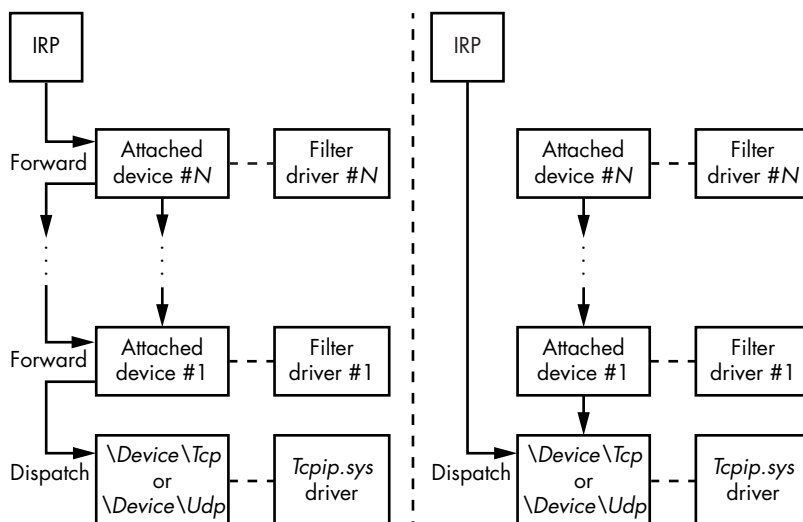 IRP
Forward
Attached
device #N
Filter
driver #N
Forward
Attached
device #1
Filter
driver #1
Dispatch
\Device\Tcp
or
\Device\Udp
Tcpip.sys
driver
IRP
Attached
device #N
Filter
driver #N
Attached
device #1
Filter
driver #1
Dispatch
\Device\Tcp
or
\Device\Udp
Tcpip.sys
driver